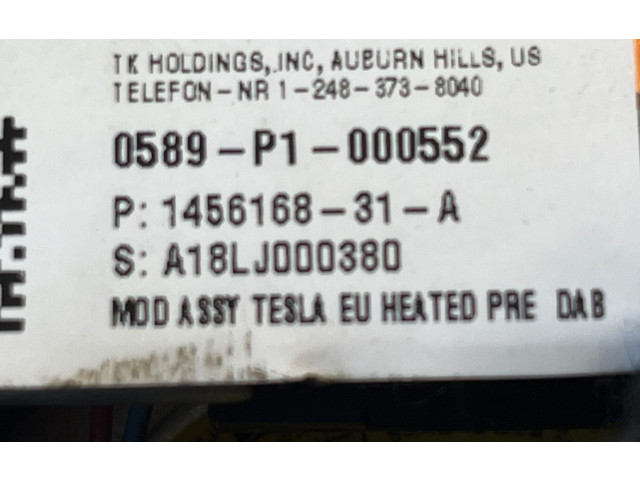 TK HOLDINGS, INC, AUBURN HILLS, US
TELEFON-NR 1-248-373-8040
0589-P1-000552
P: 1456168-31-A
S: A18LJ000380
MOD ASSY TESLA EU HEATED PRE DAB